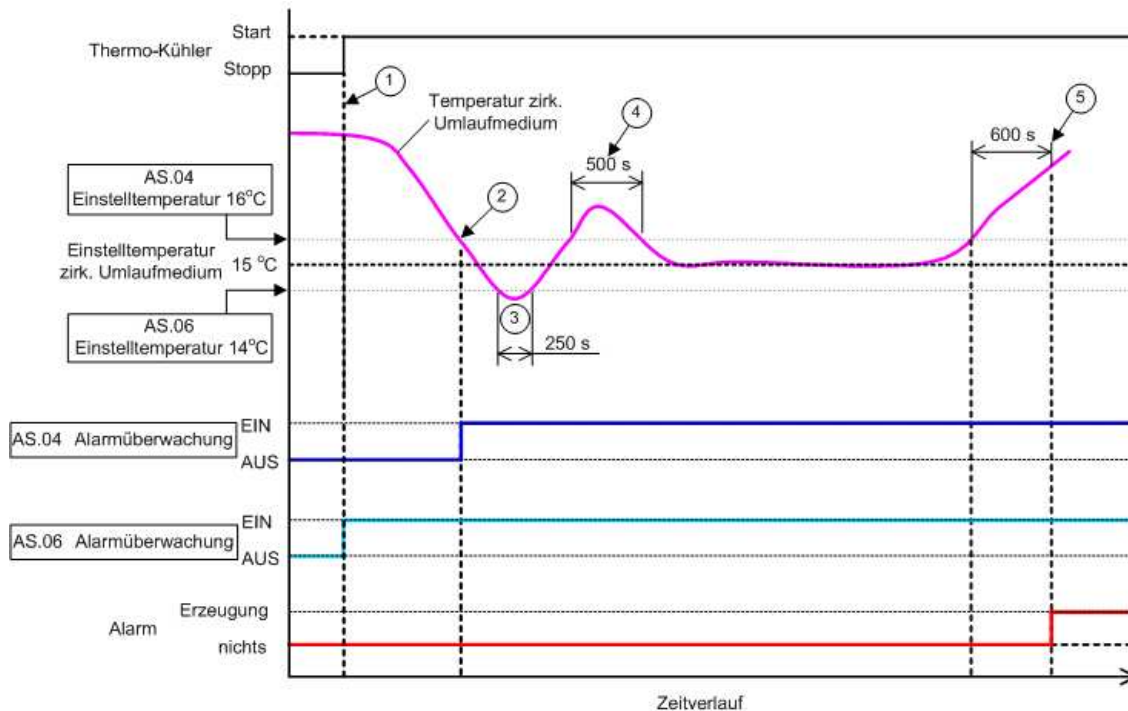 Start
Thermo-Kühler
Stopp
1
Temperatur zirk.
Umlaufmedium
4
5
500 s
600 s
AS.04
Einstelltemperatur 16°C
2
Einstelltemperatur
zirk. Umlaufmedium 15 °C
AS.06
Einstelltemperatur 14°C
3
250 s
EIN
AS.04 Alarmüberwachung
AUS
EIN
AS.06 Alarmüberwachung
AUS
Erzeugung
Alarm
nichts
Zeitverlauf